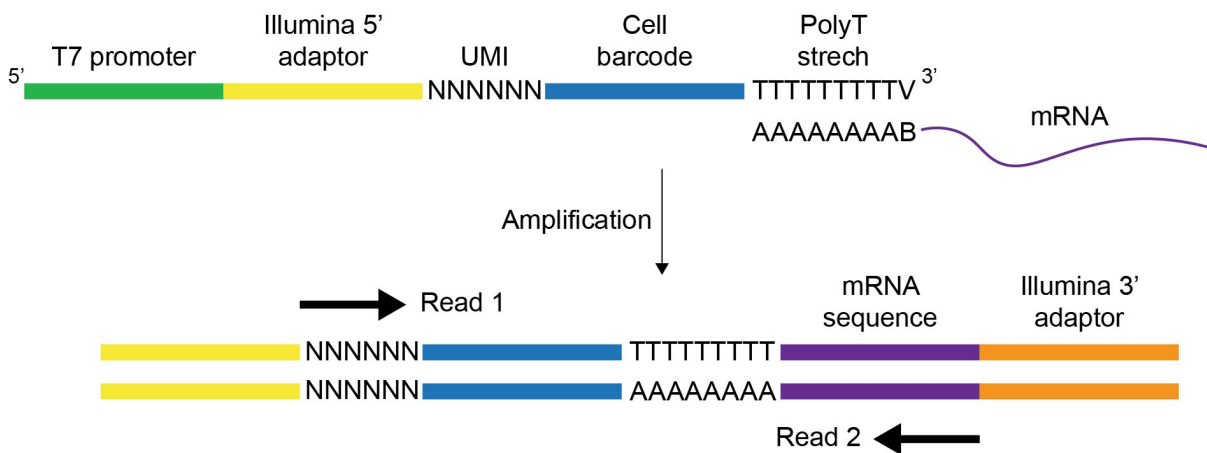 T7 promoter
Illumina 5’
adaptor
UMI
Cell
barcode
PolyT
strech
5’
NNNNNN
TTTTTTTTTV
3’
AAAAAAAAB
mRNA
Amplification
Read 1
mRNA
sequence
Illumina 3’
adaptor
NNNNNN
TTTTTTTTT
NNNNNN
AAAAAAAA
Read 2